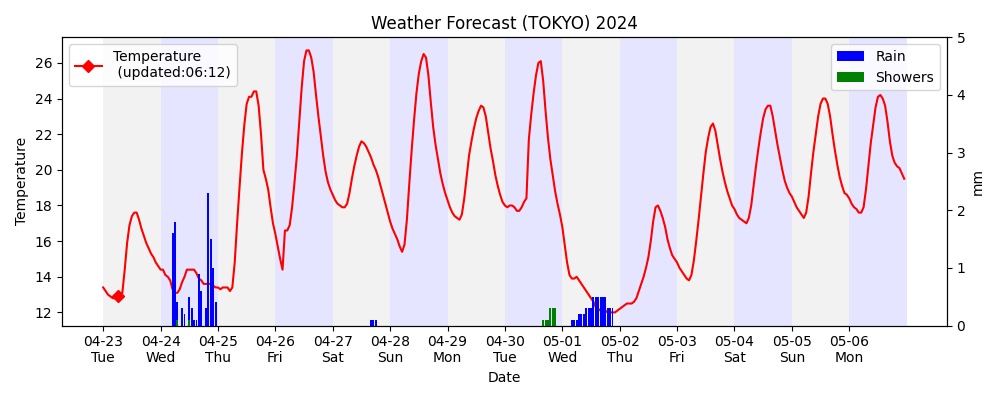 Weather Forecast (TOKYO) 2024
Temperature
(updated:06:12)
Rain
Showers
26
24
22
20
18
16
14
12
Temperature
5
4
3
2
1
0
mm
04-23 04-24 04-25 04-26 04-27 04-28 04-29 04-30 05-01 05-02 05-03 05-04 05-05 05-06
Tue Wed Thu Fri Sat Sun Mon Tue Wed Thu Fri Sat Sun Mon
Date